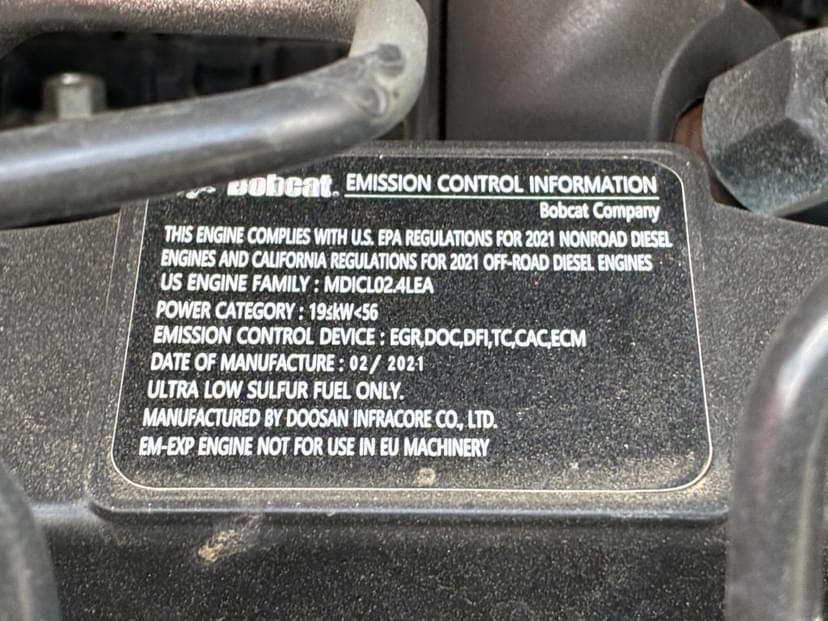 Bobcat. EMISSION CONTROL INFORMATION
Bobcat Company
THIS ENGINE COMPLIES WITH U.S. EPA REGULATIONS FOR 2021 NONROAD DIESEL
ENGINES AND CALIFORNIA REGULATIONS FOR 2021 OFF-ROAD DIESEL ENGINES
US ENGINE FAMILY : MDICL02.4LEA
POWER CATEGORY : 19≤kW<56
EMISSION CONTROL DEVICE : EGR,DOC,DFI,TC,CAC,ECM
DATE OF MANUFACTURE : 02/ 2021
ULTRA LOW SULFUR FUEL ONLY.
MANUFACTURED BY DOOSAN INFRACORE CO., LTD.
EM-EXP ENGINE NOT FOR USE IN EU MACHINERY